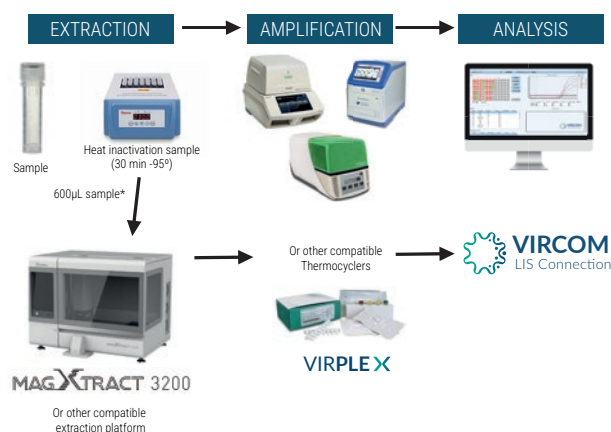 EXTRACTION
AMPLIFICATION
ANALYSIS
Sample
Heat inactivation sample
(30 min -95º)
600µL sample*
MAGXTRACT 3200
Or other compatible
extraction platform
Or other compatible
Thermocyclers
VIRPLEX
VIRCOM
LIS Connection